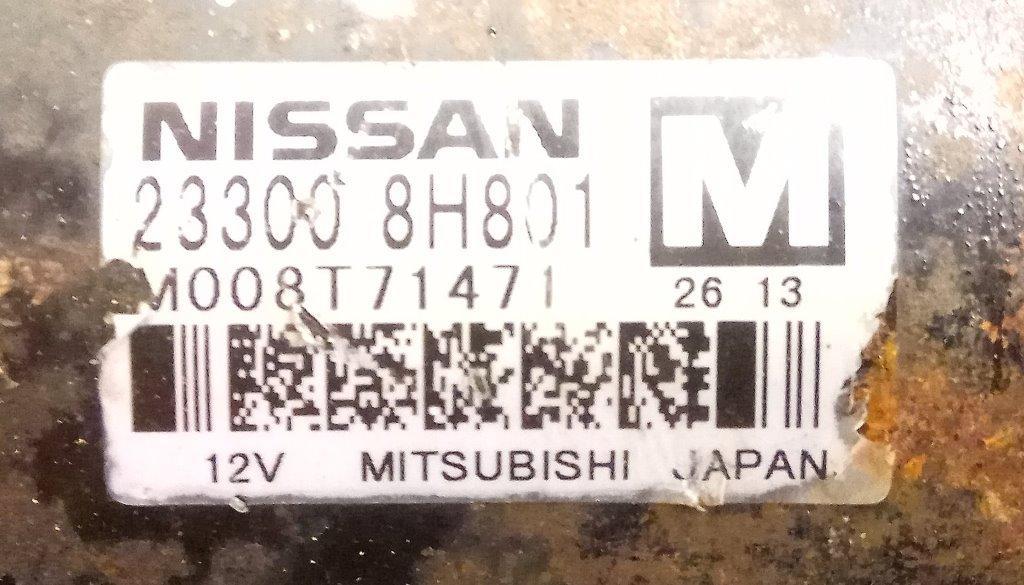 NISSAN
23300 8H801
M
M008T71471
26 13
12V MITSUBISHI JAPAN